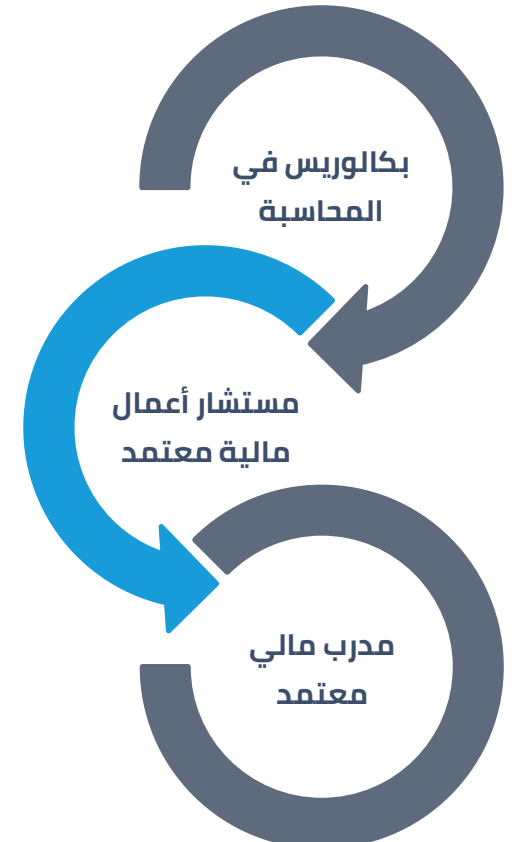 بكالوريس في
المحاسبة
مستشار أعمال
مالية معتمد
مدرب مالي
معتمد